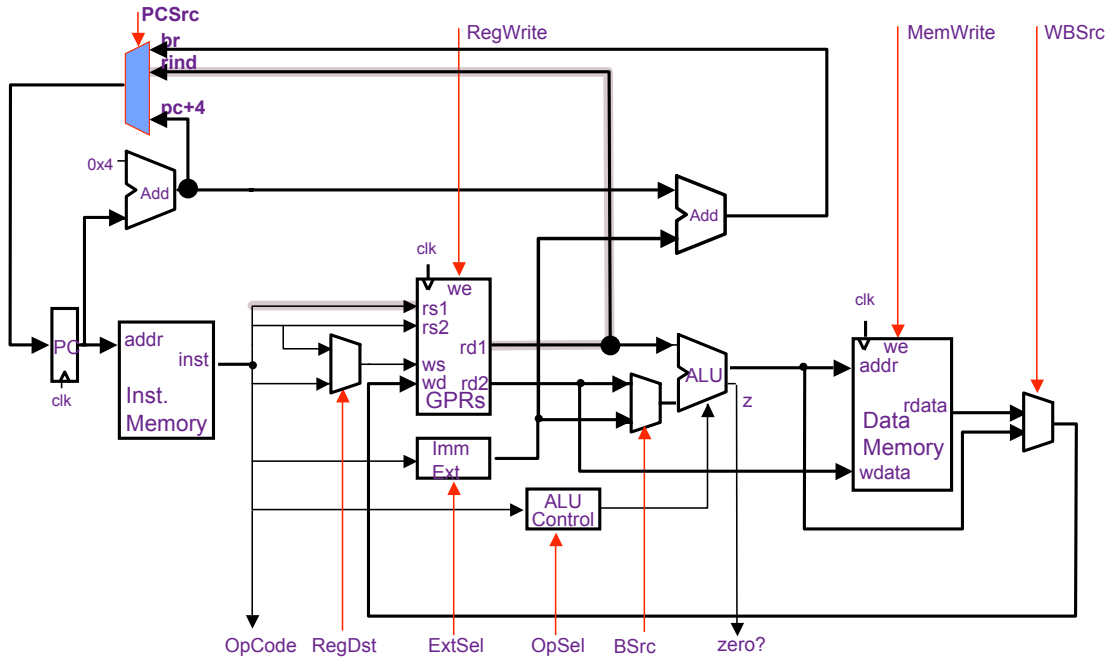 PCSrc
br
rind
pc+4
RegWrite
MemWrite
WBSrc
0x4
Add
Add
clk
we
rs1
rs2
ws
wd
rd1
rd2
GPRs
PC
clk
addr
inst
Inst.
Memory
ALU
z
clk
we
addr
rdata
Data
Memory
wdata
Imm
Ext
ALU
Control
OpCode
RegDst
ExtSel
OpSel
BSrc
zero?